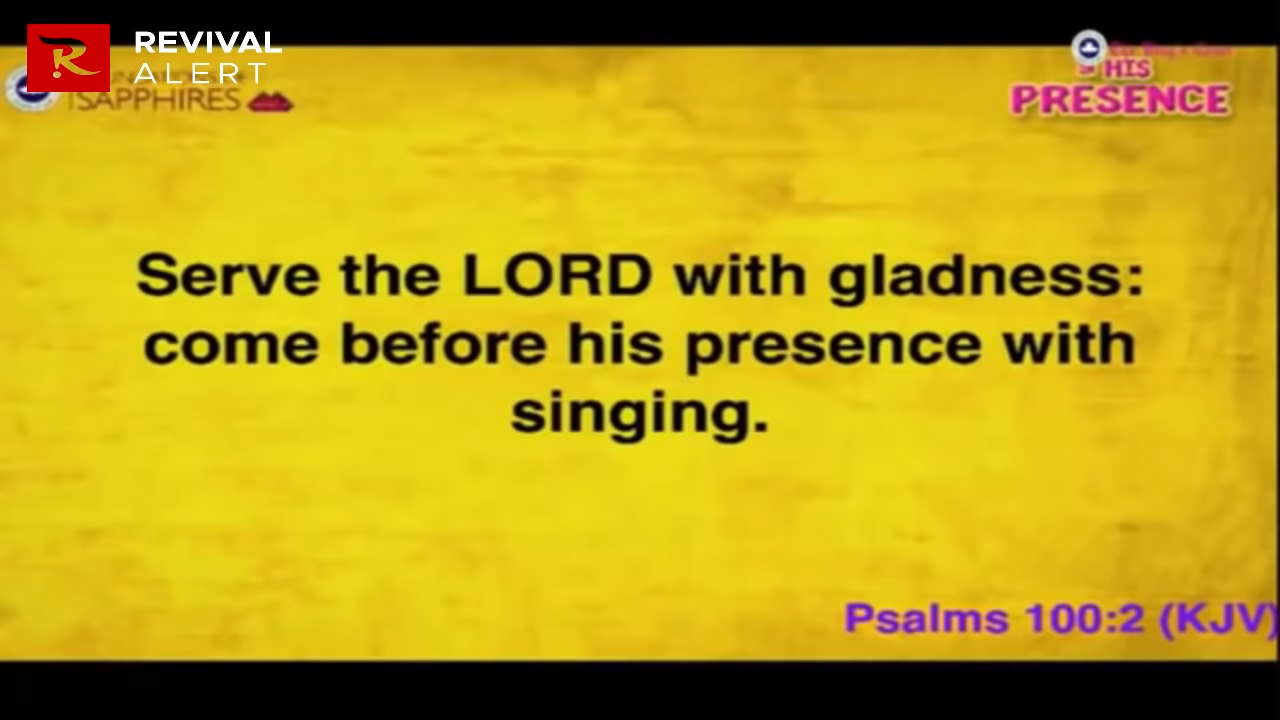 REVIVAL
ALERT
SAPPHIRES
HIS
PRESENCE
Serve the LORD with gladness:
come before his presence with
singing.
Psalms 100:2 (KJV)